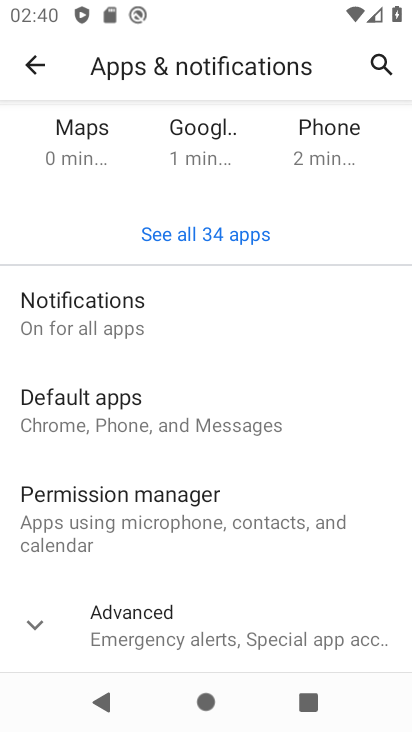 02:40
Apps & notifications
Maps Googl.. Phone
0 min... 1 min... 2 min...
See all 34 apps
Notifications
On for all apps
Default apps
Chrome, Phone, and Messages
Permission manager
Apps using microphone, contacts, and
calendar
Advanced
Emergency alerts, Special app acc..